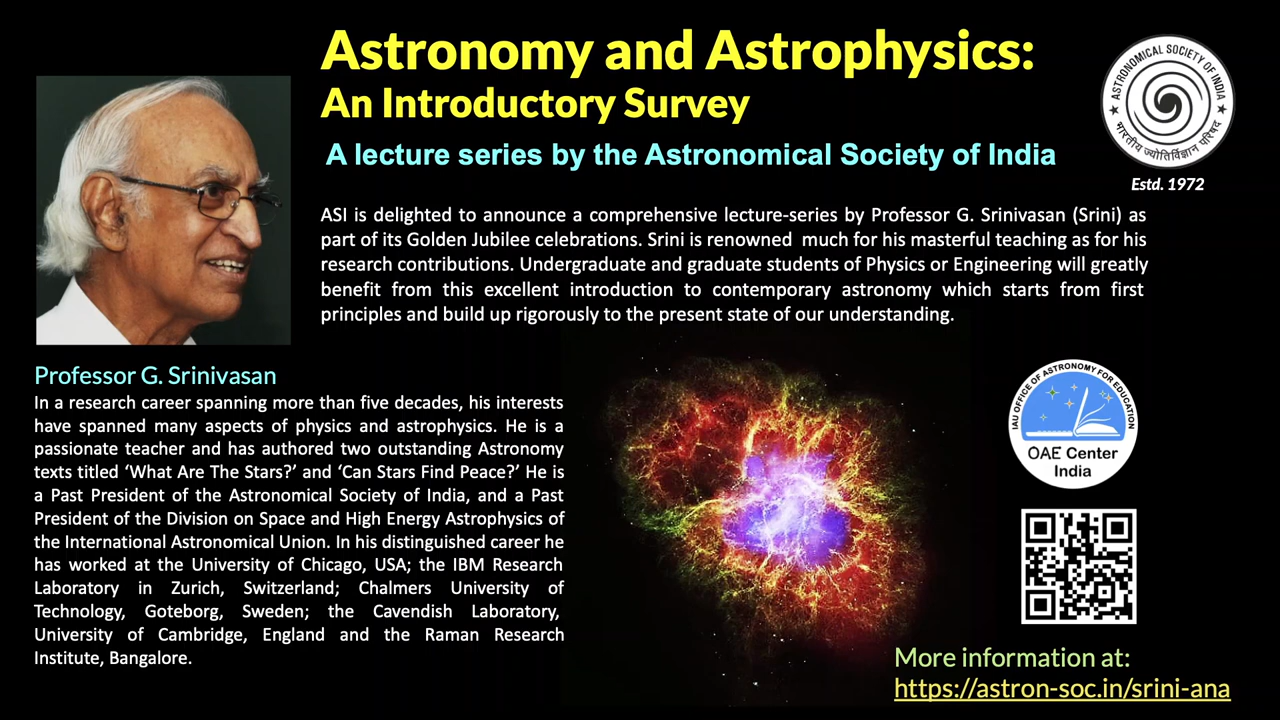 Astronomy and Astrophysics:
An Introductory Survey
A lecture series by the Astronomical Society of India
★ ASTRONOMICAL SOCIETY OF INDIA ★
भारतीय ज्योतिर्विज्ञान परिषद
Estd. 1972
ASI is delighted to announce a comprehensive lecture-series by Professor G. Srinivasan (Srini) as
part of its Golden Jubilee celebrations. Srini is renowned much for his masterful teaching as for his
research contributions. Undergraduate and graduate students of Physics or Engineering will greatly
benefit from this excellent introduction to contemporary astronomy which starts from first
principles and build up rigorously to the present state of our understanding.
Professor G. Srinivasan
In a research career spanning more than five decades, his interests
have spanned many aspects of physics and astrophysics. He is a
passionate teacher and has authored two outstanding Astronomy
texts titled ‘What Are The Stars?’ and ‘Can Stars Find Peace?’ He is
a Past President of the Astronomical Society of India, and a Past
President of the Division on Space and High Energy Astrophysics of
the International Astronomical Union. In his distinguished career he
has worked at the University of Chicago, USA; the IBM Research
Laboratory in Zurich, Switzerland; Chalmers University of
Technology, Goteborg, Sweden; the Cavendish Laboratory,
University of Cambridge, England and the Raman Research
Institute, Bangalore.
IAU OFFICE OF ASTRONOMY FOR EDUCATION
OAE Center
India
More information at:
https://astron-soc.in/srini-ana